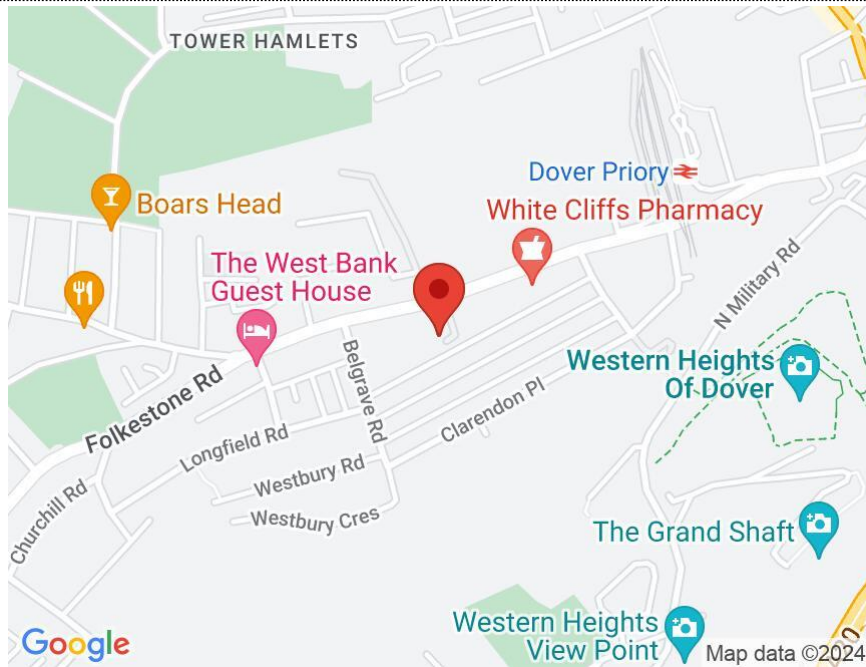 TOWER HAMLETS
Dover Priory
Boars Head
White Cliffs Pharmacy
The West Bank
Guest House
N Military Rd
Western Heights
Of Dover
Belgrave Rd
Folkestone Rd
Clarendon Pl
Longfield Rd
Westbury Rd
Churchill Rd
Westbury Cres
The Grand Shaft
Western Heights
View Point
Google
Map data ©2024